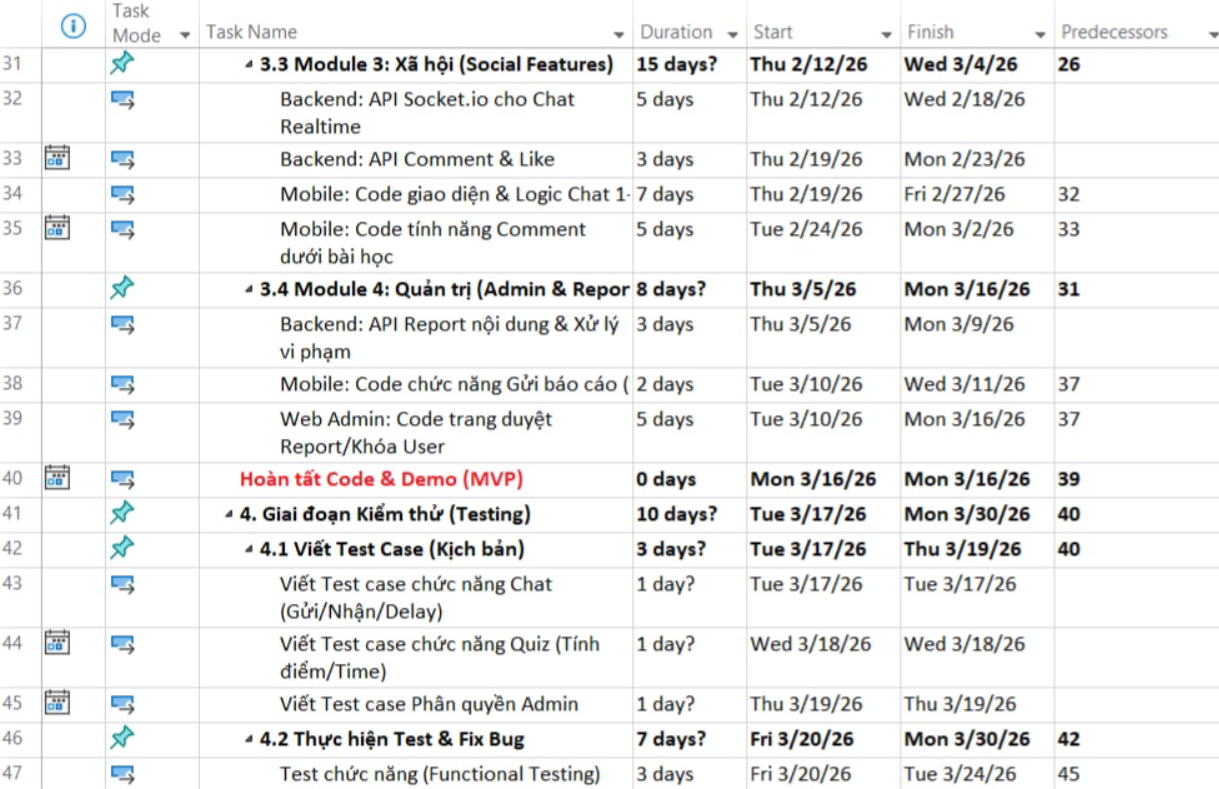 Task
Mode Task Name Duration Start Finish Predecessors
31 3.3 Module 3: Xã hội (Social Features) 15 days? Thu 2/12/26 Wed 3/4/26 26
32 Backend: API Socket.io cho Chat 5 days Thu 2/12/26 Wed 2/18/26
Realtime
33 Backend: API Comment & Like 3 days Thu 2/19/26 Mon 2/23/26
34 Mobile: Code giao diện & Logic Chat 1- 7 days Thu 2/19/26 Fri 2/27/26 32
35 Mobile: Code tính năng Comment 5 days Tue 2/24/26 Mon 3/2/26 33
dưới bài học
36 3.4 Module 4: Quản trị (Admin & Repor 8 days? Thu 3/5/26 Mon 3/16/26 31
37 Backend: API Report nội dung & Xử lý 3 days Thu 3/5/26 Mon 3/9/26
vi phạm
38 Mobile: Code chức năng Gửi báo cáo ( 2 days Tue 3/10/26 Wed 3/11/26 37
39 Web Admin: Code trang duyệt 5 days Tue 3/10/26 Mon 3/16/26 37
Report/Khóa User
40 Hoàn tất Code & Demo (MVP) 0 days Mon 3/16/26 Mon 3/16/26 39
41 4. Giai đoạn Kiểm thử (Testing) 10 days? Tue 3/17/26 Mon 3/30/26 40
42 4.1 Viết Test Case (Kịch bản) 3 days? Tue 3/17/26 Thu 3/19/26 40
43 Viết Test case chức năng Chat 1 day? Tue 3/17/26 Tue 3/17/26
(Gửi/Nhận/Delay)
44 Viết Test case chức năng Quiz (Tính 1 day? Wed 3/18/26 Wed 3/18/26
điểm/Time)
45 Viết Test case Phân quyền Admin 1 day? Thu 3/19/26 Thu 3/19/26
46 4.2 Thực hiện Test & Fix Bug 7 days? Fri 3/20/26 Mon 3/30/26 42
47 Test chức năng (Functional Testing) 3 days Fri 3/20/26 Tue 3/24/26 45